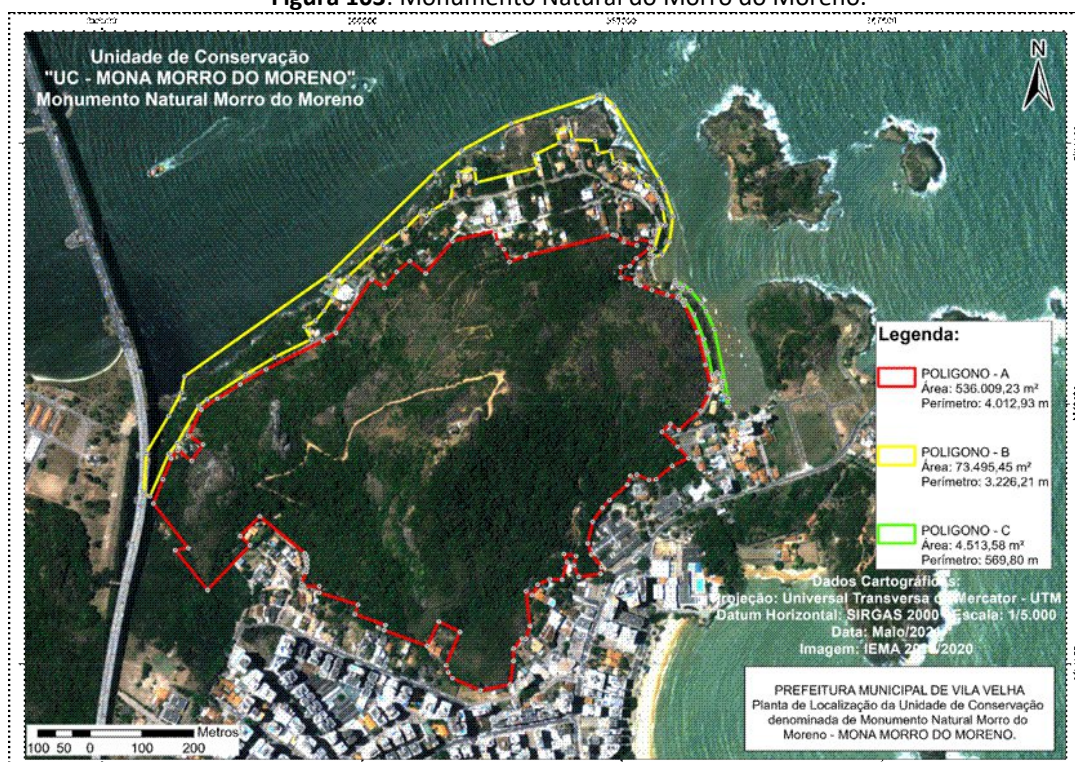 Figura 105: Monumento Natural do Morro do Moreno.
Unidade de Conservação
"UC - MONA MORRO DO MORENO"
Monumento Natural Morro do Moreno
N
Legenda:
POLIGONO - A
Área: 536.009,23 m²
Perímetro: 4.012,93 m
POLIGONO - B
Área: 73.495,45 m²
Perímetro: 3.226,21 m
POLIGONO - C
Área: 4.513,58 m²
Perímetro: 569,80 m
Dados Cartográficos:
Projeção: Universal Transversa de Mercator - UTM
Datum Horizontal: SIRGAS 2000 Escala: 1/5.000
Data: Maio/
Imagem: IEMA /2020
PREFEITURA MUNICIPAL DE VILA VELHA
Planta de Localização da Unidade de Conservação
denominada de Monumento Natural Morro do
Moreno - MONA MORRO DO MORENO.
Metros
100 50 0 100 200